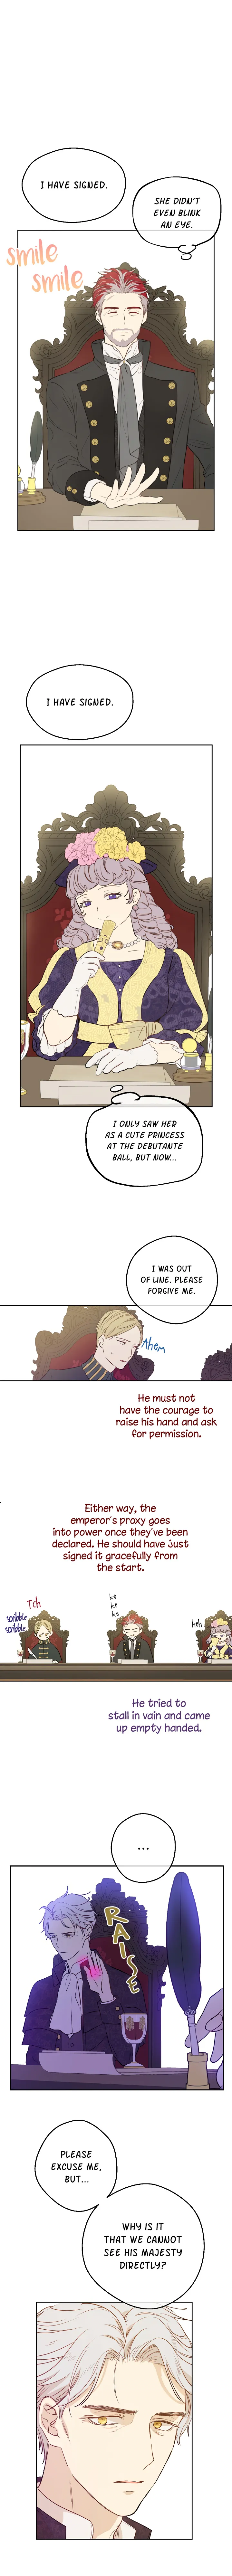 I HAVE SIGNED.
SHE DIDN'T
EVEN BLINK
AN EYE.
smile
smile
I HAVE SIGNED.
I ONLY SAW HER
AS A CUTE PRINCESS
AT THE DEBUTANTE
BALL, BUT NOW...
I WAS OUT
OF LINE. PLEASE
FORGIVE ME.
Ahem
He must not
have the courage to
raise his hand and ask
for permission.
Either way, the
emperor's proxy goes
into power once they've been
declared. He should have just
signed it gracefully from
the start.
Tch
scribble
scribble
he
he
he
heh
He tried to
stall in vain and came
up empty handed.
...
RAISE
PLEASE
EXCUSE ME,
BUT...
WHY IS IT
THAT WE CANNOT
SEE HIS MAJESTY
DIRECTLY?